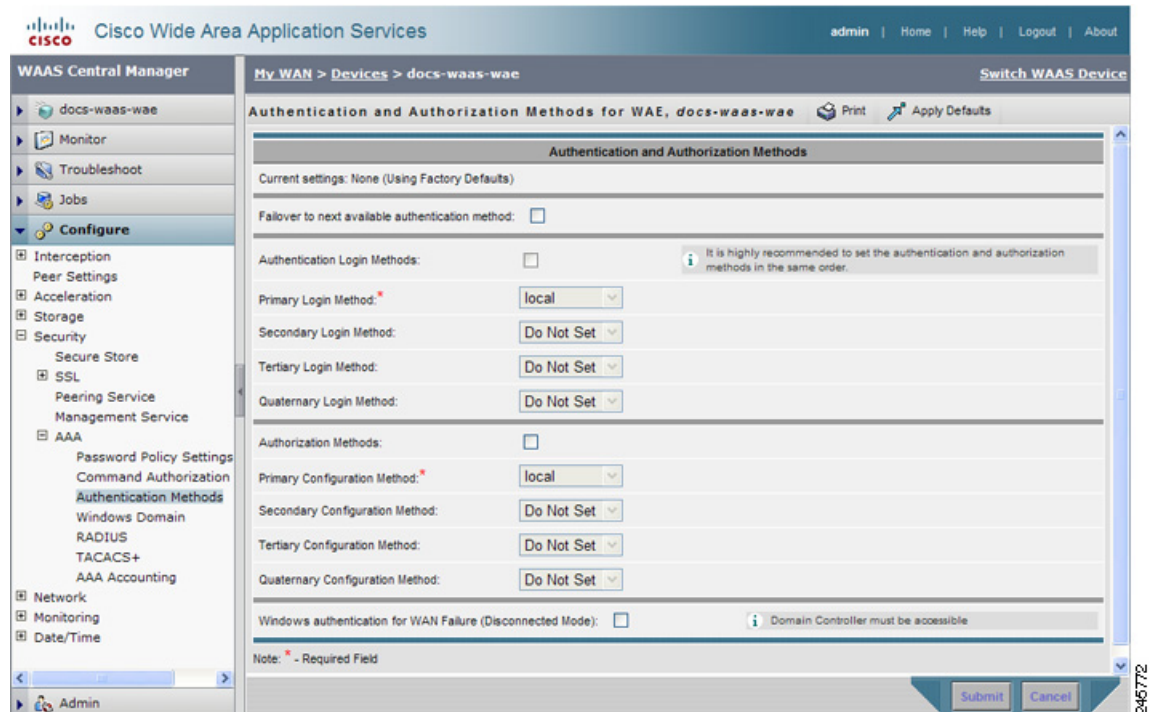 CISCO
Cisco Wide Area Application Services
admin | Home | Help | Logout | About
WAAS Central Manager
My WAN > Devices > docs-waas-wae
Switch WAAS Device
docs-waas-wae
Monitor
Troubleshoot
Jobs
Configure
Interception
Peer Settings
Acceleration
Storage
Security
Secure Store
SSL
Peering Service
Management Service
AAA
Password Policy Settings
Command Authorization
Authentication Methods
Windows Domain
RADIUS
TACACS+
AAA Accounting
Network
Monitoring
Date/Time
Admin
Authentication and Authorization Methods for WAE, docs-waas-wae
Print
Apply Defaults
Authentication and Authorization Methods
Current settings: None (Using Factory Defaults)
Failover to next available authentication method:
Authentication Login Methods:
It is highly recommended to set the authentication and authorization
methods in the same order.
Primary Login Method:* local
Secondary Login Method: Do Not Set
Tertiary Login Method: Do Not Set
Quaternary Login Method: Do Not Set
Authorization Methods:
Primary Configuration Method:* local
Secondary Configuration Method: Do Not Set
Tertiary Configuration Method: Do Not Set
Quaternary Configuration Method: Do Not Set
Windows authentication for WAN Failure (Disconnected Mode):
Domain Controller must be accessible
Note: * - Required Field
Submit
Cancel
245772